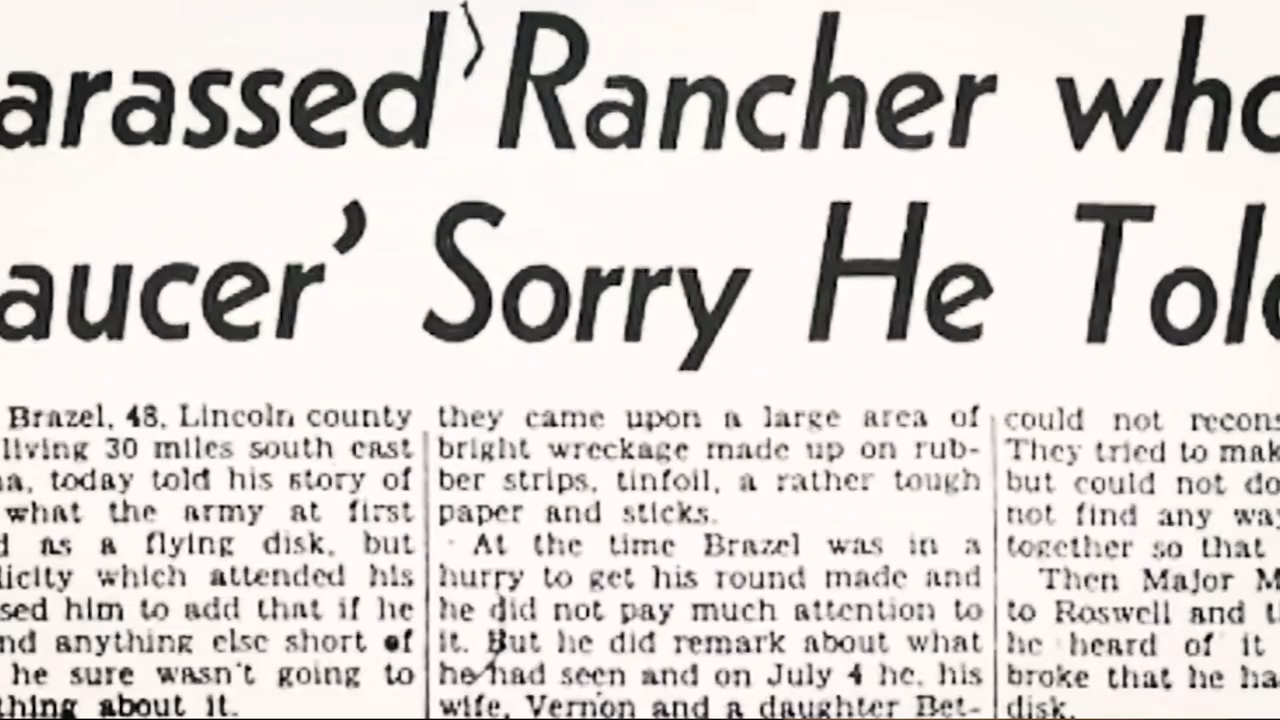 arassed Rancher who
aucer' Sorry He Told
Brazel, 48, Lincoln county
living 30 miles south east
na, today told his story of
what the army at first
d as a flying disk, but
licity which attended his
sed him to add that if he
nd anything else short of
he sure wasn't going to
thing about it.
they came upon a large area of
bright wreckage made up on rub-
ber strips, tinfoil, a rather tough
paper and sticks.
At the time Brazel was in a
hurry to get his round made and
he did not pay much attention to
it. But he did remark about what
he had seen and on July 4 he, his
wife, Vernon and a daughter Bet-
could not recons
They tried to mak
but could not do
not find any wa
together so that
Then Major M
to Roswell and t
he heard of it
broke that he ha
disk.